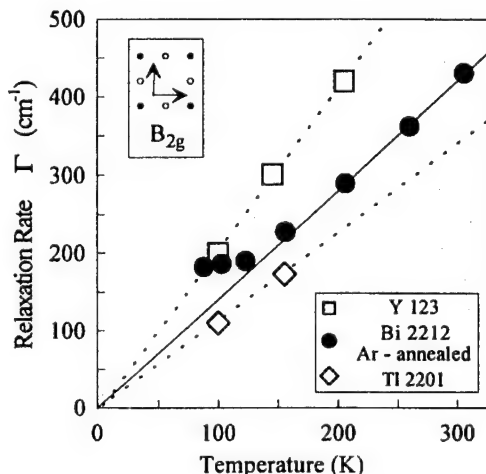 500
400
300
200
100
0
Relaxation Rate Γ (cm⁻¹)
B₂g
Y 123
Bi 2212
Ar - annealed
Tl 2201
0
100
200
300
Temperature (K)